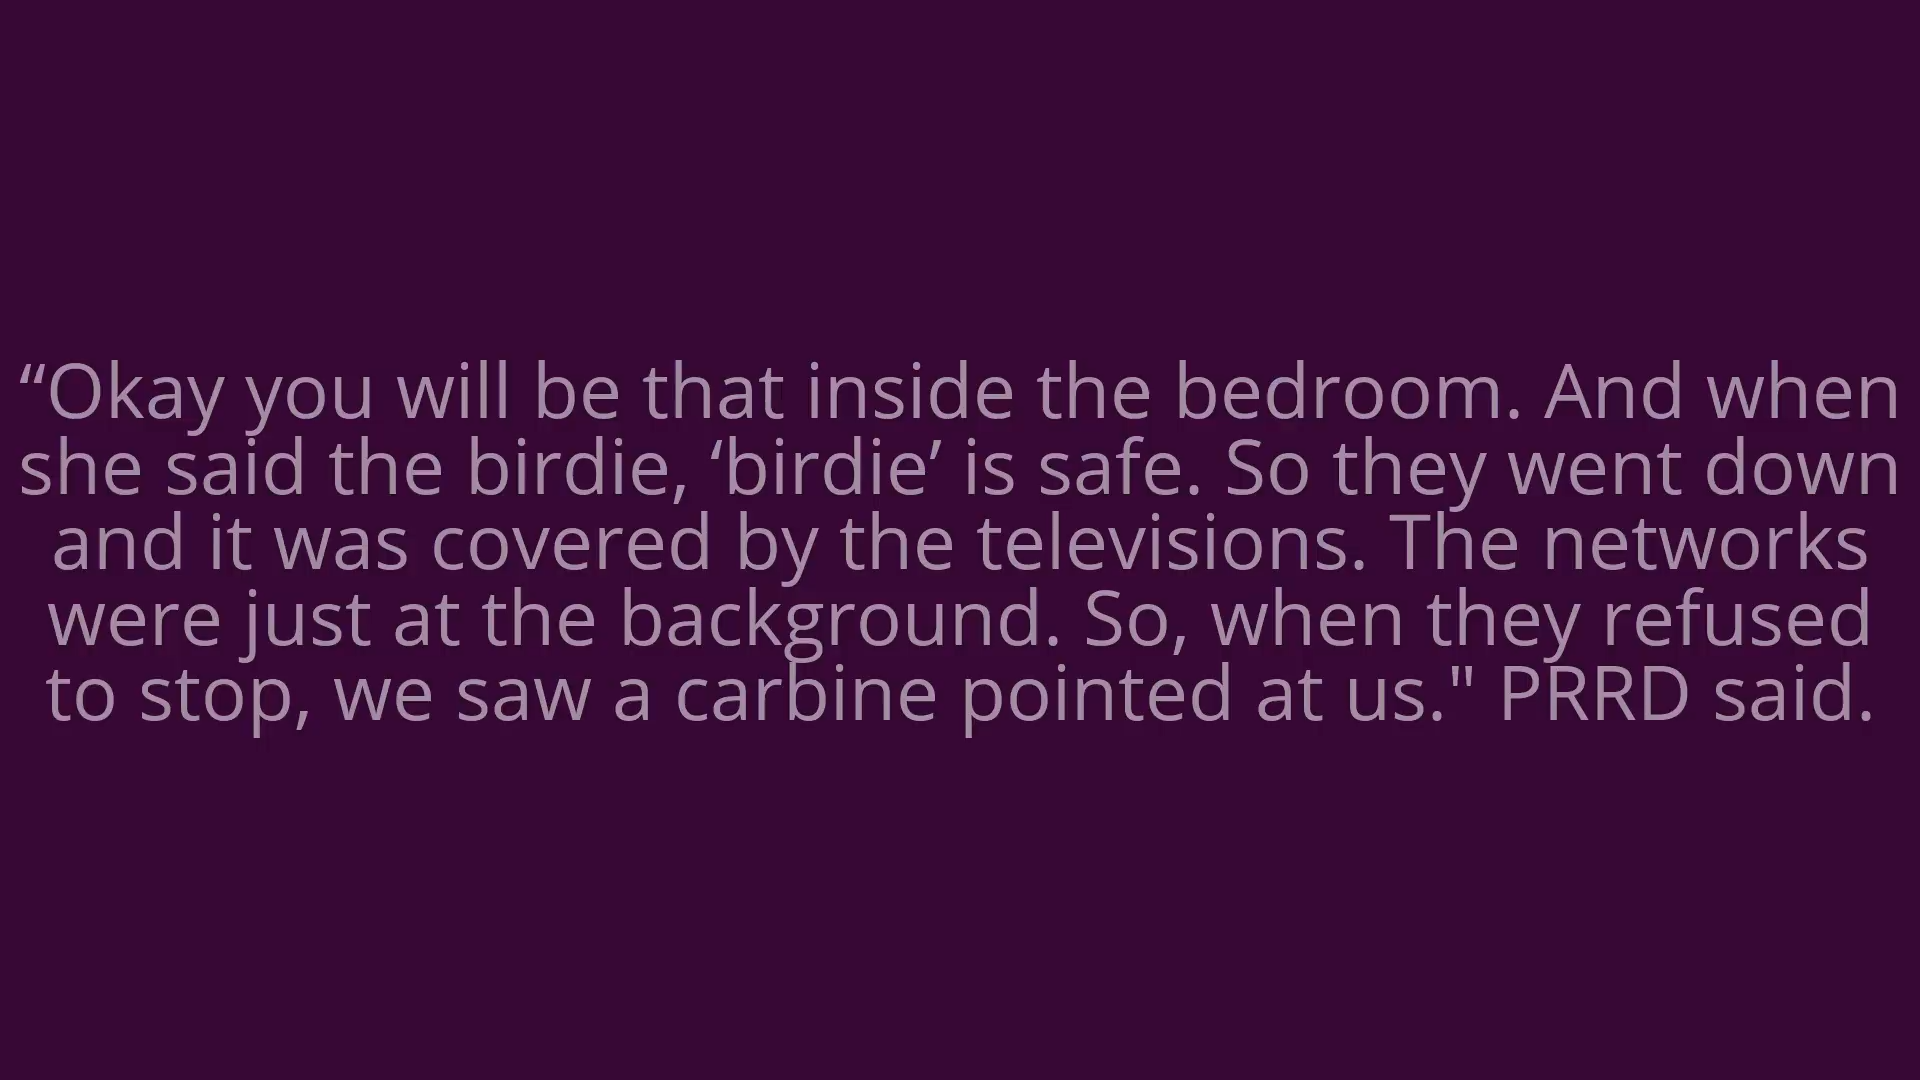 “Okay you will be that inside the bedroom. And when
she said the birdie, ‘birdie’ is safe. So they went down
and it was covered by the televisions. The networks
were just at the background. So, when they refused
to stop, we saw a carbine pointed at us." PRRD said.